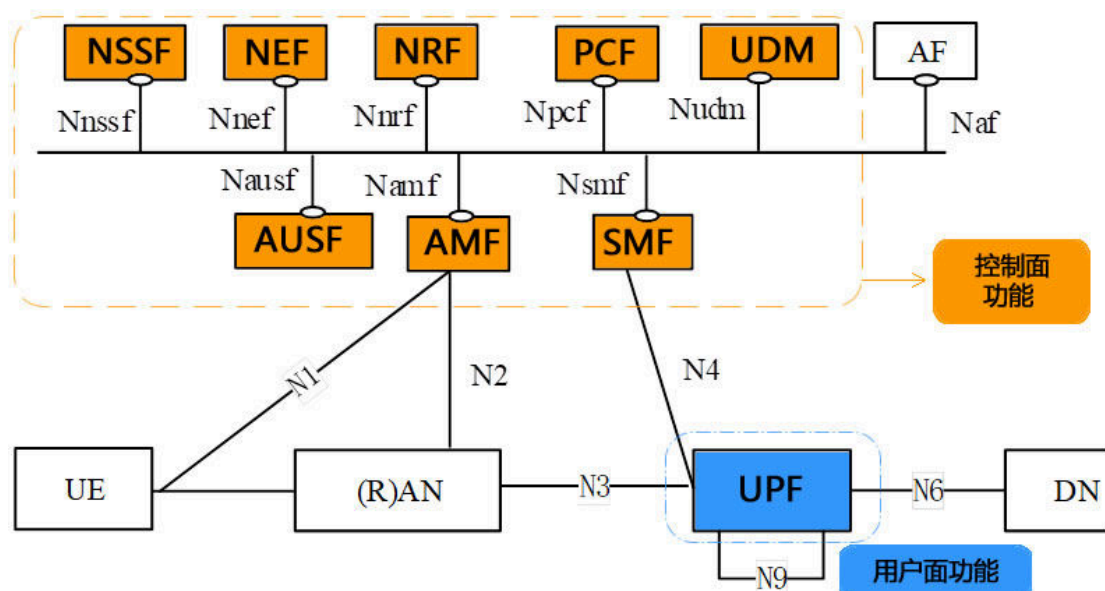 NSSF
NEF
NRF
PCF
UDM
AF
Nnssf
Nnef
Nnrf
Npcf
Nudm
Naf
Nausf
Namf
Nsmf
AUSF
AMF
SMF
控制面
功能
N1
N2
N4
UE
(R)AN
N3
UPF
N6
DN
N9
用户面功能